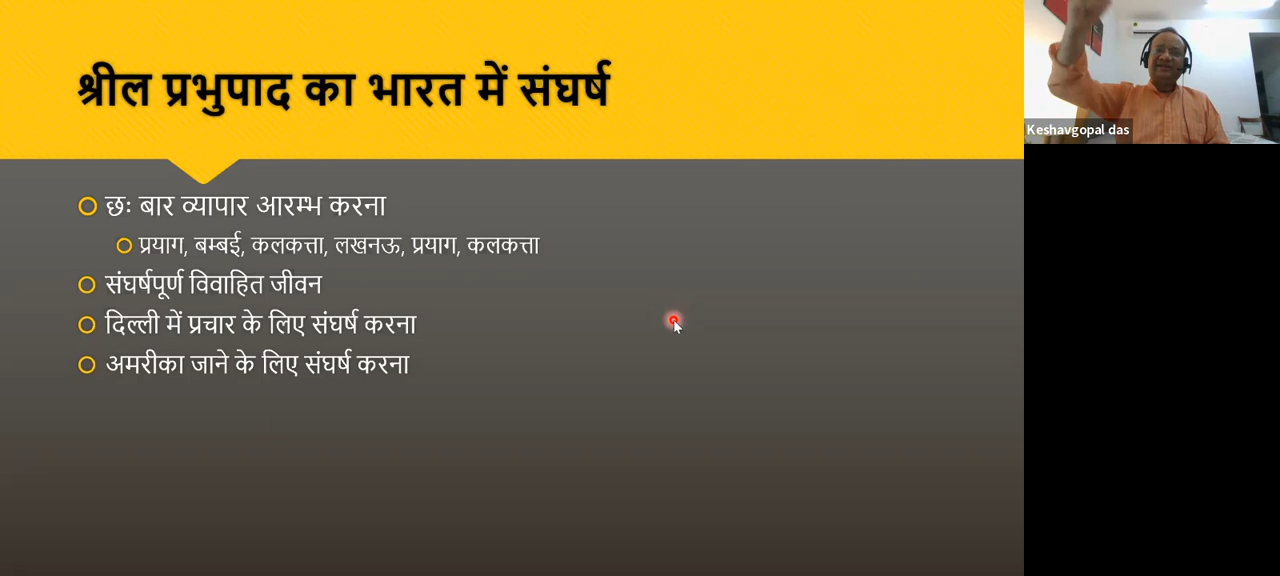 श्रील प्रभुपाद का भारत में संघर्ष
छः बार व्यापार आरम्भ करना
प्रयाग, बम्बई, कलकत्ता, लखनऊ, प्रयाग, कलकत्ता
संघर्षपूर्ण विवाहित जीवन
दिल्ली में प्रचार के लिए संघर्ष करना
अमरीका जाने के लिए संघर्ष करना
Keshavgopal das